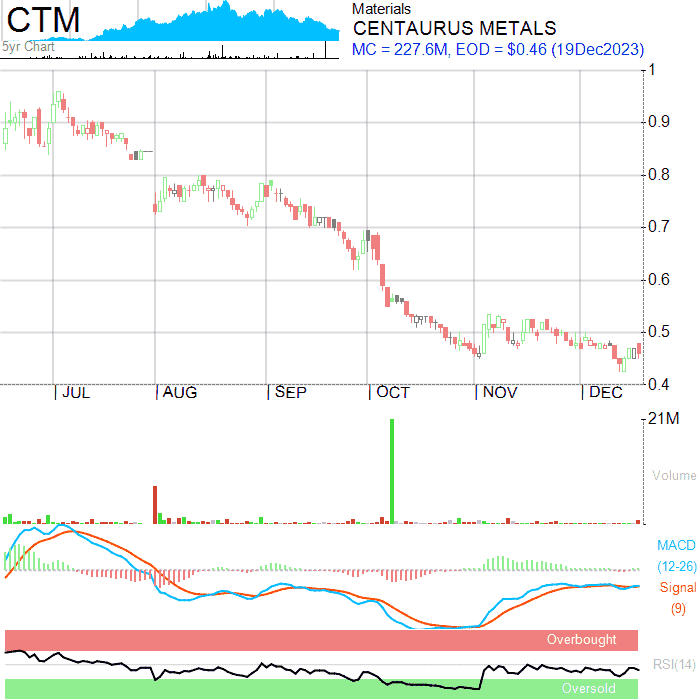 CTM
5yr Chart
Materials
CENTAURUS METALS
MC = 227.6M, EOD = $0.46 (19Dec2023)
1
0.9
0.8
0.7
0.6
0.5
0.4
JUL AUG SEP OCT NOV DEC
21M
Volume
MACD
(12-26)
Signal
(9)
Overbought
RSI(14)
Oversold